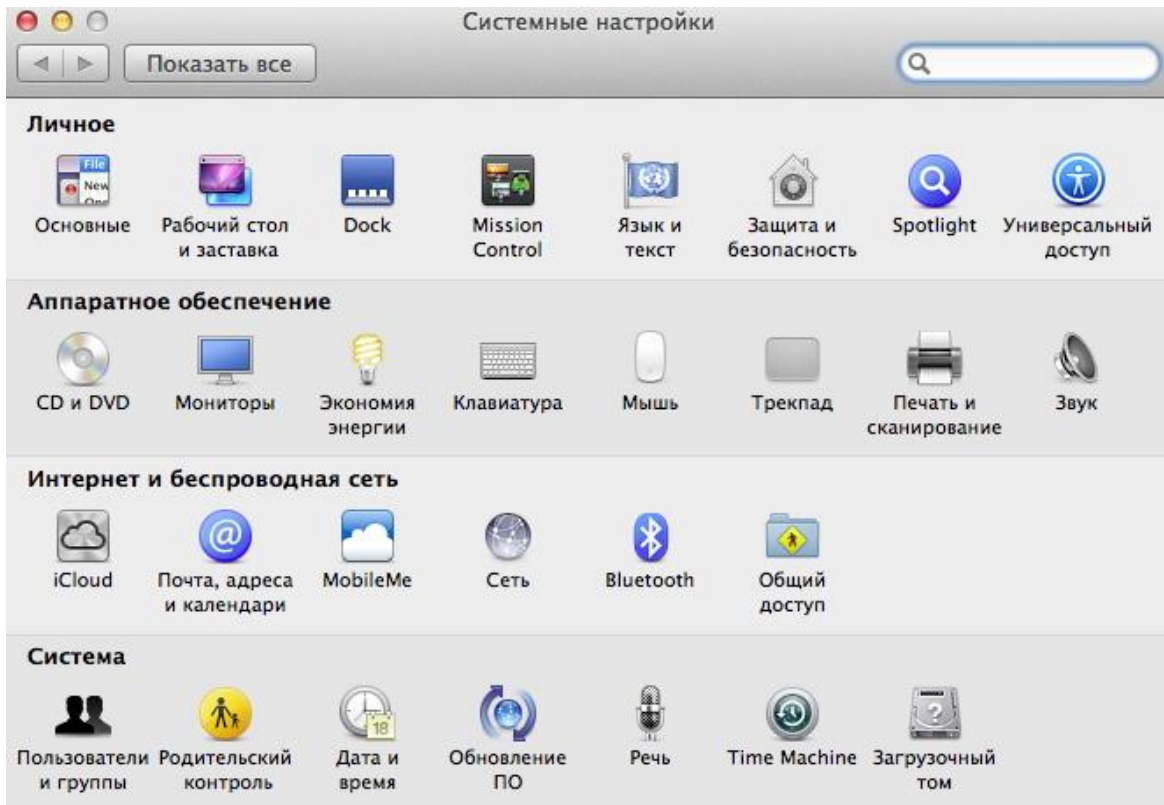 Системные настройки
Показать все
Личное
File
New
Основные
Рабочий стол
и заставка
Dock
Mission
Control
Язык и
текст
Защита и
безопасность
Spotlight
Универсальный
доступ
Аппаратное обеспечение
CD и DVD
Мониторы
Экономия
энергии
Клавиатура
Мышь
Трекпад
Печать и
сканирование
Звук
Интернет и беспроводная сеть
iCloud
@
Почта, адреса
и календари
MobileMe
Сеть
Bluetooth
Общий
доступ
Система
Пользователи
и группы
Родительский
контроль
18
Дата и
время
Обновление
ПО
Речь
Time Machine
?
Загрузочный
том